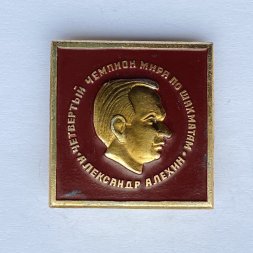 ЧЕТВЕРТЫЙ ЧЕМПИОН МИРА ПО ШАХМАТАМ
АЛЕКСАНДР АЛЕХИН